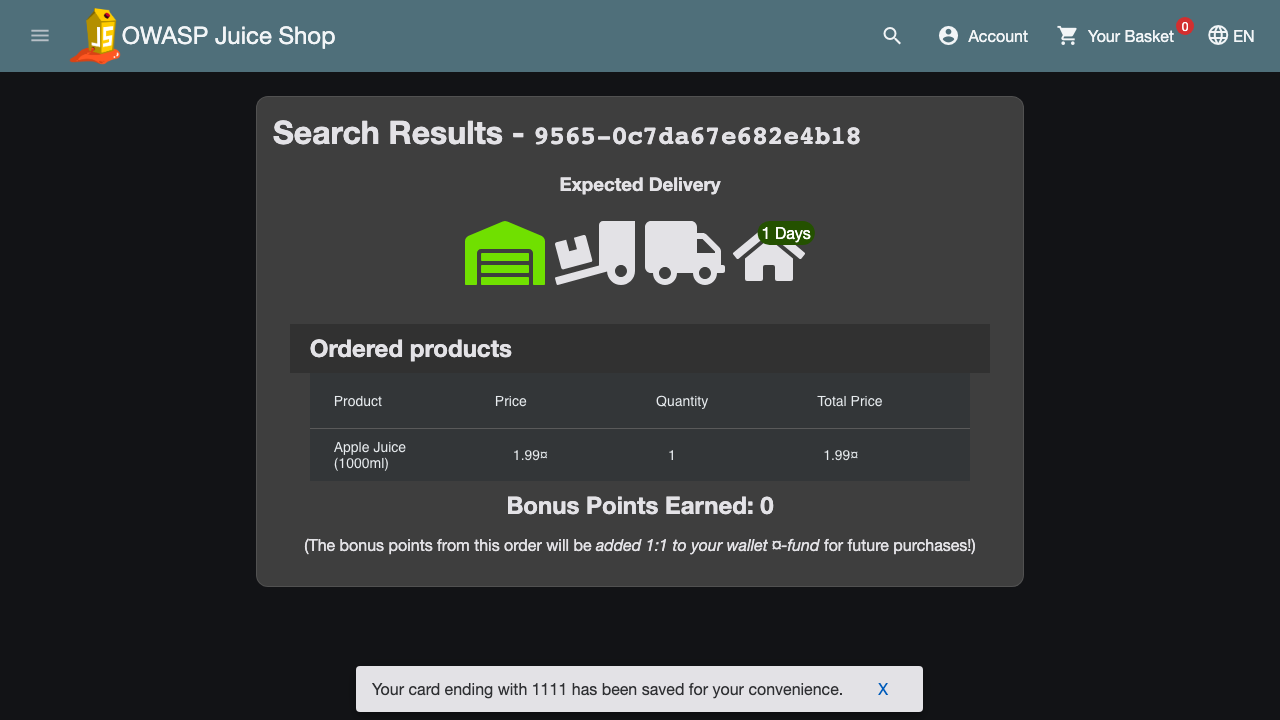 OWASP Juice Shop
Account
Your Basket
0
EN
Search Results - 9565-0c7da67e682e4b18
Expected Delivery
1 Days
Ordered products
Product Price Quantity Total Price
Apple Juice
(1000ml)
1.99¤ 1 1.99¤
Bonus Points Earned: 0
(The bonus points from this order will be added 1:1 to your wallet ¤-fund for future purchases!)
Your card ending with 1111 has been saved for your convenience. X